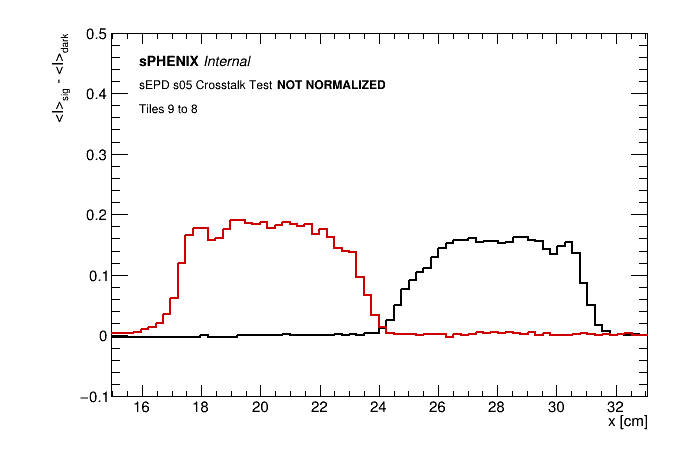 <I>sig - <I>dark
0.5
sPHENIX Internal
sEPD s05 Crosstalk Test NOT NORMALIZED
0.4
Tiles 9 to 8
0.3
0.2
0.1
0
−0.1
16 18 20 22 24 26 28 30 32
x [cm]